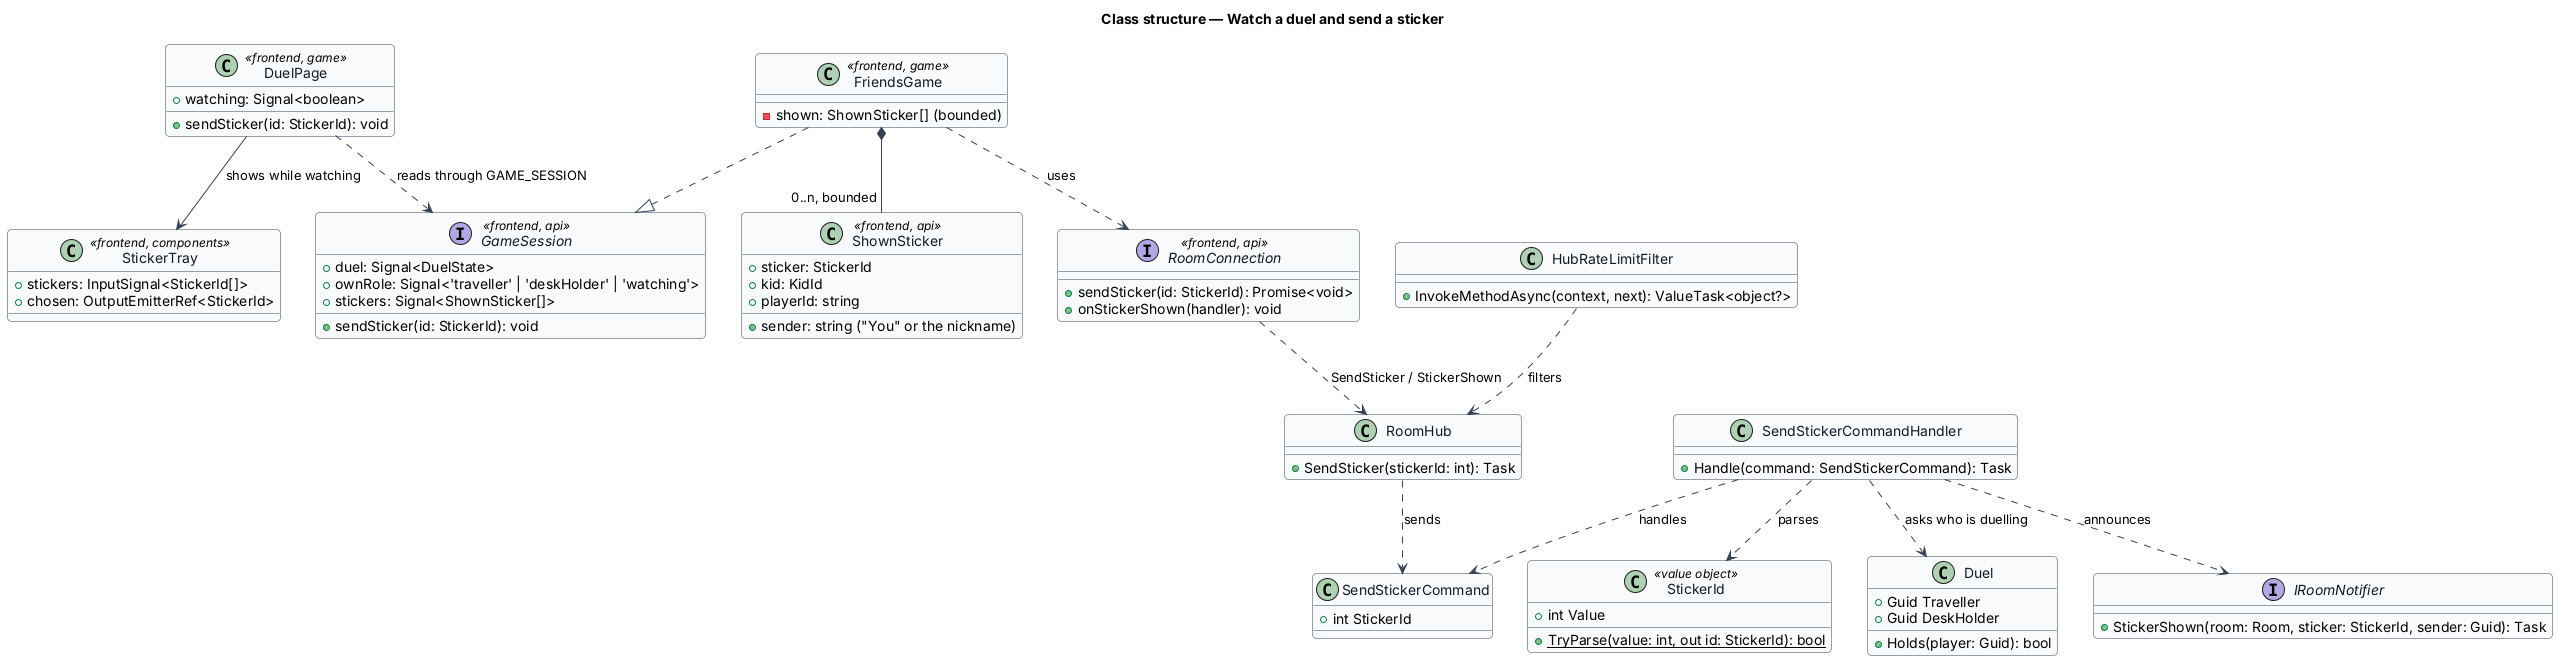 Class structure — Watch a duel and send a sticker
C
«frontend, game»
DuelPage
watching: Signal<boolean>
sendSticker(id: StickerId): void
C
«frontend, game»
FriendsGame
shown: ShownSticker[] (bounded)
shows while watching
reads through GAME_SESSION
0..n, bounded
uses
C
«frontend, components»
StickerTray
stickers: InputSignal<StickerId[]>
chosen: OutputEmitterRef<StickerId>
I
«frontend, api»
GameSession
duel: Signal<DuelState>
ownRole: Signal<'traveller' | 'deskHolder' | 'watching'>
stickers: Signal<ShownSticker[]>
sendSticker(id: StickerId): void
C
«frontend, api»
ShownSticker
sticker: StickerId
kid: KidId
playerId: string
sender: string ("You" or the nickname)
I
«frontend, api»
RoomConnection
sendSticker(id: StickerId): Promise<void>
onStickerShown(handler): void
C
HubRateLimitFilter
InvokeMethodAsync(context, next): ValueTask<object?>
SendSticker / StickerShown
filters
C
RoomHub
SendSticker(stickerId: int): Task
C
SendStickerCommandHandler
Handle(command: SendStickerCommand): Task
sends
handles
parses
asks who is duelling
announces
C
SendStickerCommand
int StickerId
C
«value object»
StickerId
int Value
TryParse(value: int, out id: StickerId): bool
C
Duel
Guid Traveller
Guid DeskHolder
Holds(player: Guid): bool
I
IRoomNotifier
StickerShown(room: Room, sticker: StickerId, sender: Guid): Task